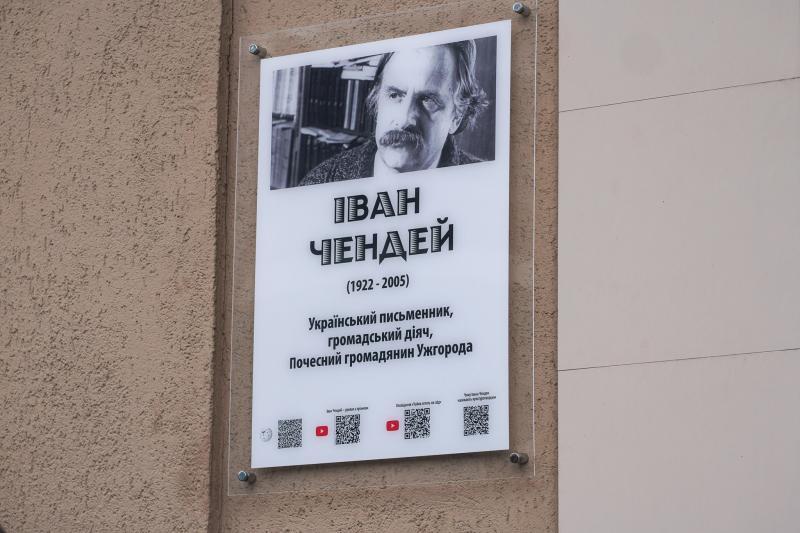 ІВАН
ЧЕНДЕЙ
(1922 - 2005)
Український письменник,
громадський діяч,
Почесний громадянин Ужгорода